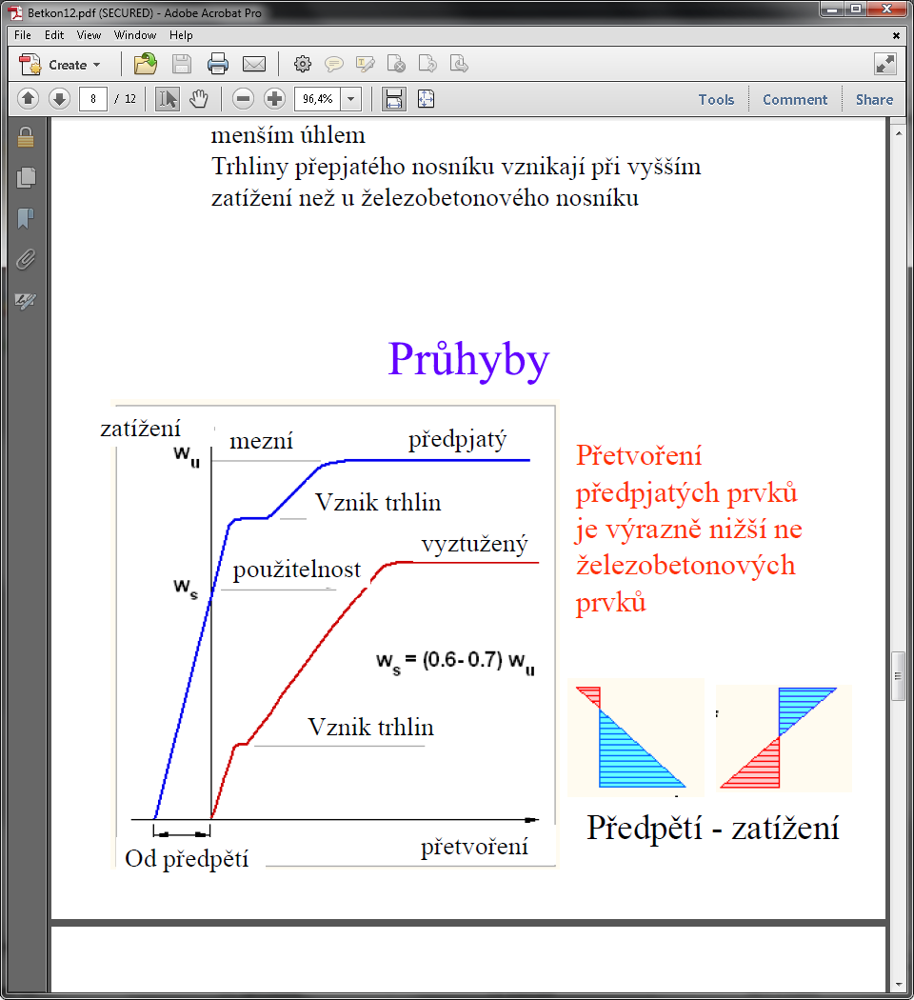 Betkon12.pdf (SECURED) - Adobe Acrobat Pro
File Edit View Window Help
Create
8 / 12 96,4% Tools Comment Share
menším úhlem
Trhliny přepjatého nosníku vznikají při vyšším
zatížení než u železobetonového nosníku
Průhyby
zatížení
mezní
předpjatý
wu
Vznik trhlin
vyztužený
použitelnost
ws
ws = (0.6- 0.7) wu
Vznik trhlin
přetvoření
Od předpětí
Přetvoření
předpjatých prvků
je výrazně nižší ne
železobetonových
prvků
Předpětí - zatížení